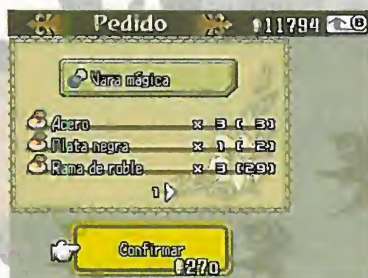 Pedido 11794 B
Vara mágica
Acero x 3 ( 3)
Plata negra x 1 ( 2)
Rama de roble x 3 (29)
1
Confirmar
270